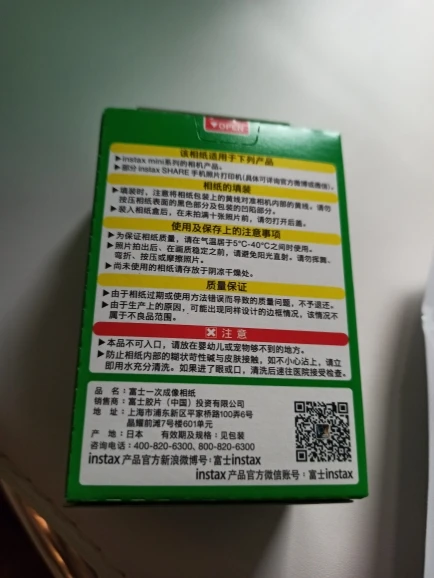 OPEN
该相纸适用于下列产品
▶instax mini系列的相机产品。
▶部分instax SHARE手机照片打印机(具体可详询官方微博或微信)。
相纸的填装
▶填装时、注意将相纸包装上的黄线对准相机内部的黄线。请勿
按压相纸表面的黑色部分及包装的凹陷部分。
▶装入相纸盒后，在未拍满十张照片前，请勿打开后盖。
使用及保存上的注意事项
▶为保证相纸质量，请在气温居于5°C-40°C之间时使用。
▶照片拍出后、在画质稳定之前，请避免阳光直射。请勿挥舞、
弯折、按压或摩擦照片。
▶尚未使用的相纸请存放于阴凉干燥处。
质量保证
▶由于相纸过期或使用方法错误而导致的质量问题，不予退还。
▶由于生产上的原因，可能出现同样设计的边框情况，该情况不
属于不良品范围。
注意
▶本品不可入口，请放在婴幼儿或宠物够不到的地方。
▶防止相纸内部的糊状苛性碱与皮肤接触，如不小心沾上，请立
即用水充分清洗。如果进了眼或口，清洗后速往医院接受检查。
品 名：富士一次成像相纸
销售商：富士胶片（中国）投资有限公司
地 址：上海市浦东新区平家桥路100弄6号
晶耀前滩7号楼601单元
产 地：日本 有效期及规格：见包装
咨询电话：400-820-6300、800-820-6300
instax 产品官方新浪微博号：富士instax
instax 产品官方微信账号：富士instax